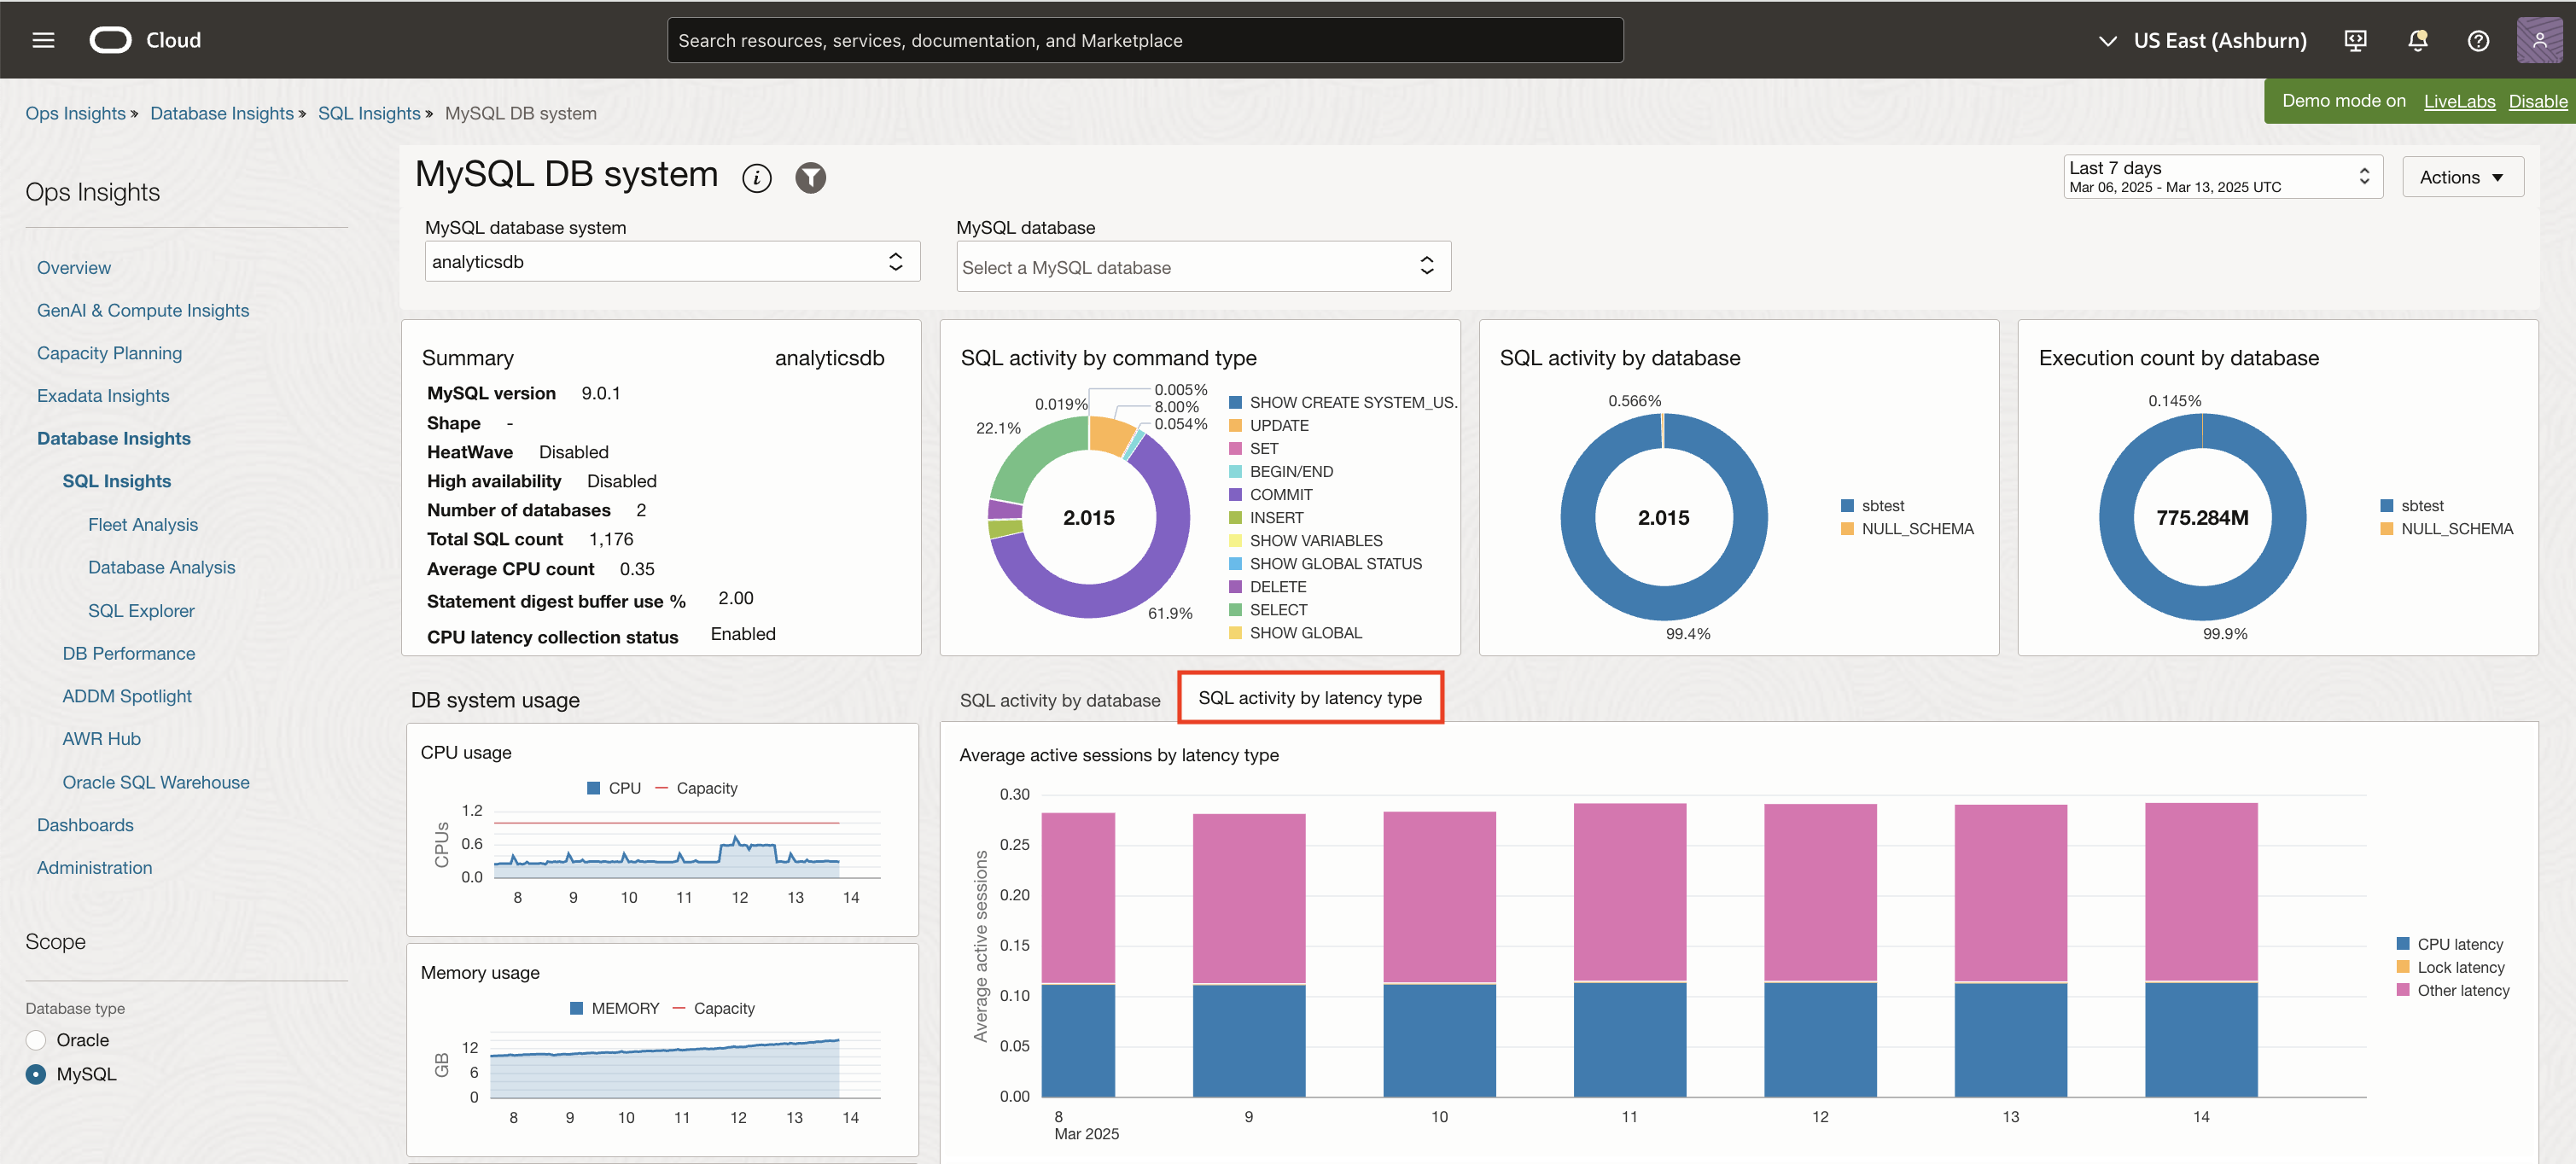 Cloud
Search resources, services, documentation, and Marketplace
US East (Ashburn)
Ops Insights » Database Insights » SQL Insights » MySQL DB system
Demo mode on LiveLabs Disable
Ops Insights
Overview
GenAI & Compute Insights
Capacity Planning
Exadata Insights
Database Insights
SQL Insights
Fleet Analysis
Database Analysis
SQL Explorer
DB Performance
ADDM Spotlight
AWR Hub
Oracle SQL Warehouse
Dashboards
Administration
Scope
Database type
Oracle
MySQL
MySQL DB system
Last 7 days
Mar 06, 2025 - Mar 13, 2025 UTC
Actions
MySQL database system
analyticsdb
MySQL database
Select a MySQL database
Summary analyticsdb
MySQL version 9.0.1
Shape -
HeatWave Disabled
High availability Disabled
Number of databases 2
Total SQL count 1,176
Average CPU count 0.35
Statement digest buffer use % 2.00
CPU latency collection status Enabled
SQL activity by command type
0.005%
0.019%
8.00%
0.054%
22.1%
2.015
61.9%
SHOW CREATE SYSTEM_US.
UPDATE
SET
BEGIN/END
COMMIT
INSERT
SHOW VARIABLES
SHOW GLOBAL STATUS
DELETE
SELECT
SHOW GLOBAL
SQL activity by database
0.566%
2.015
99.4%
sbtest
NULL_SCHEMA
Execution count by database
0.145%
775.284M
99.9%
sbtest
NULL_SCHEMA
DB system usage
CPU usage
CPU Capacity
CPUs
1.2
0.6
0.0
8 9 10 11 12 13 14
Memory usage
MEMORY Capacity
GB
12
6
0
8 9 10 11 12 13 14
SQL activity by database
SQL activity by latency type
Average active sessions by latency type
Average active sessions
0.30
0.25
0.20
0.15
0.10
0.05
0.00
8 9 10 11 12 13 14
Mar 2025
CPU latency
Lock latency
Other latency